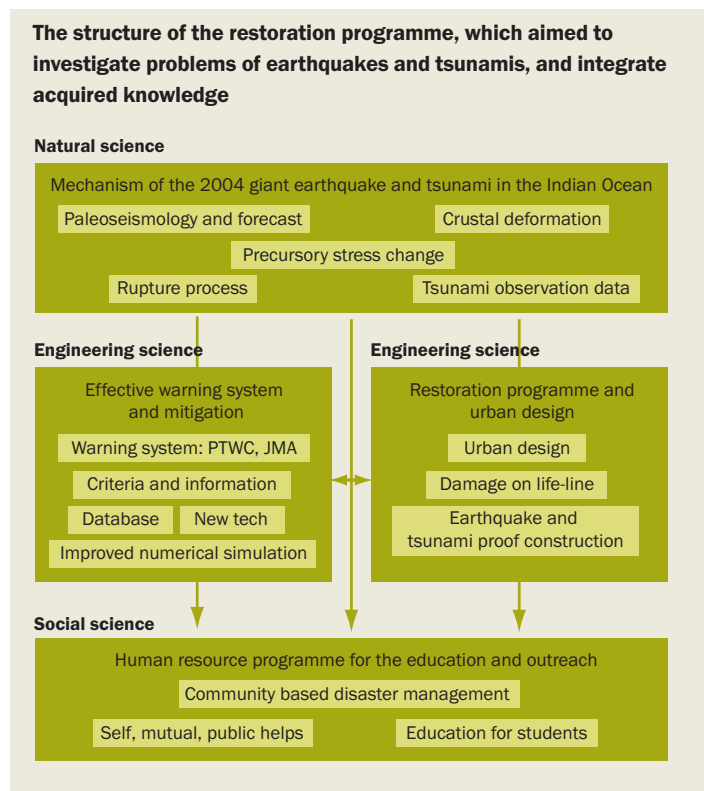 The structure of the restoration programme, which aimed to
investigate problems of earthquakes and tsunamis, and integrate
acquired knowledge
Natural science
Mechanism of the 2004 giant earthquake and tsunami in the Indian Ocean
Paleoseismology and forecast
Crustal deformation
Precursory stress change
Rupture process
Tsunami observation data
Engineering science
Effective warning system
and mitigation
Warning system: PTWC, JMA
Criteria and information
Database
New tech
Improved numerical simulation
Engineering science
Restoration programme and
urban design
Urban design
Damage on life-line
Earthquake and
tsunami proof construction
Social science
Human resource programme for the education and outreach
Community based disaster management
Self, mutual, public helps
Education for students